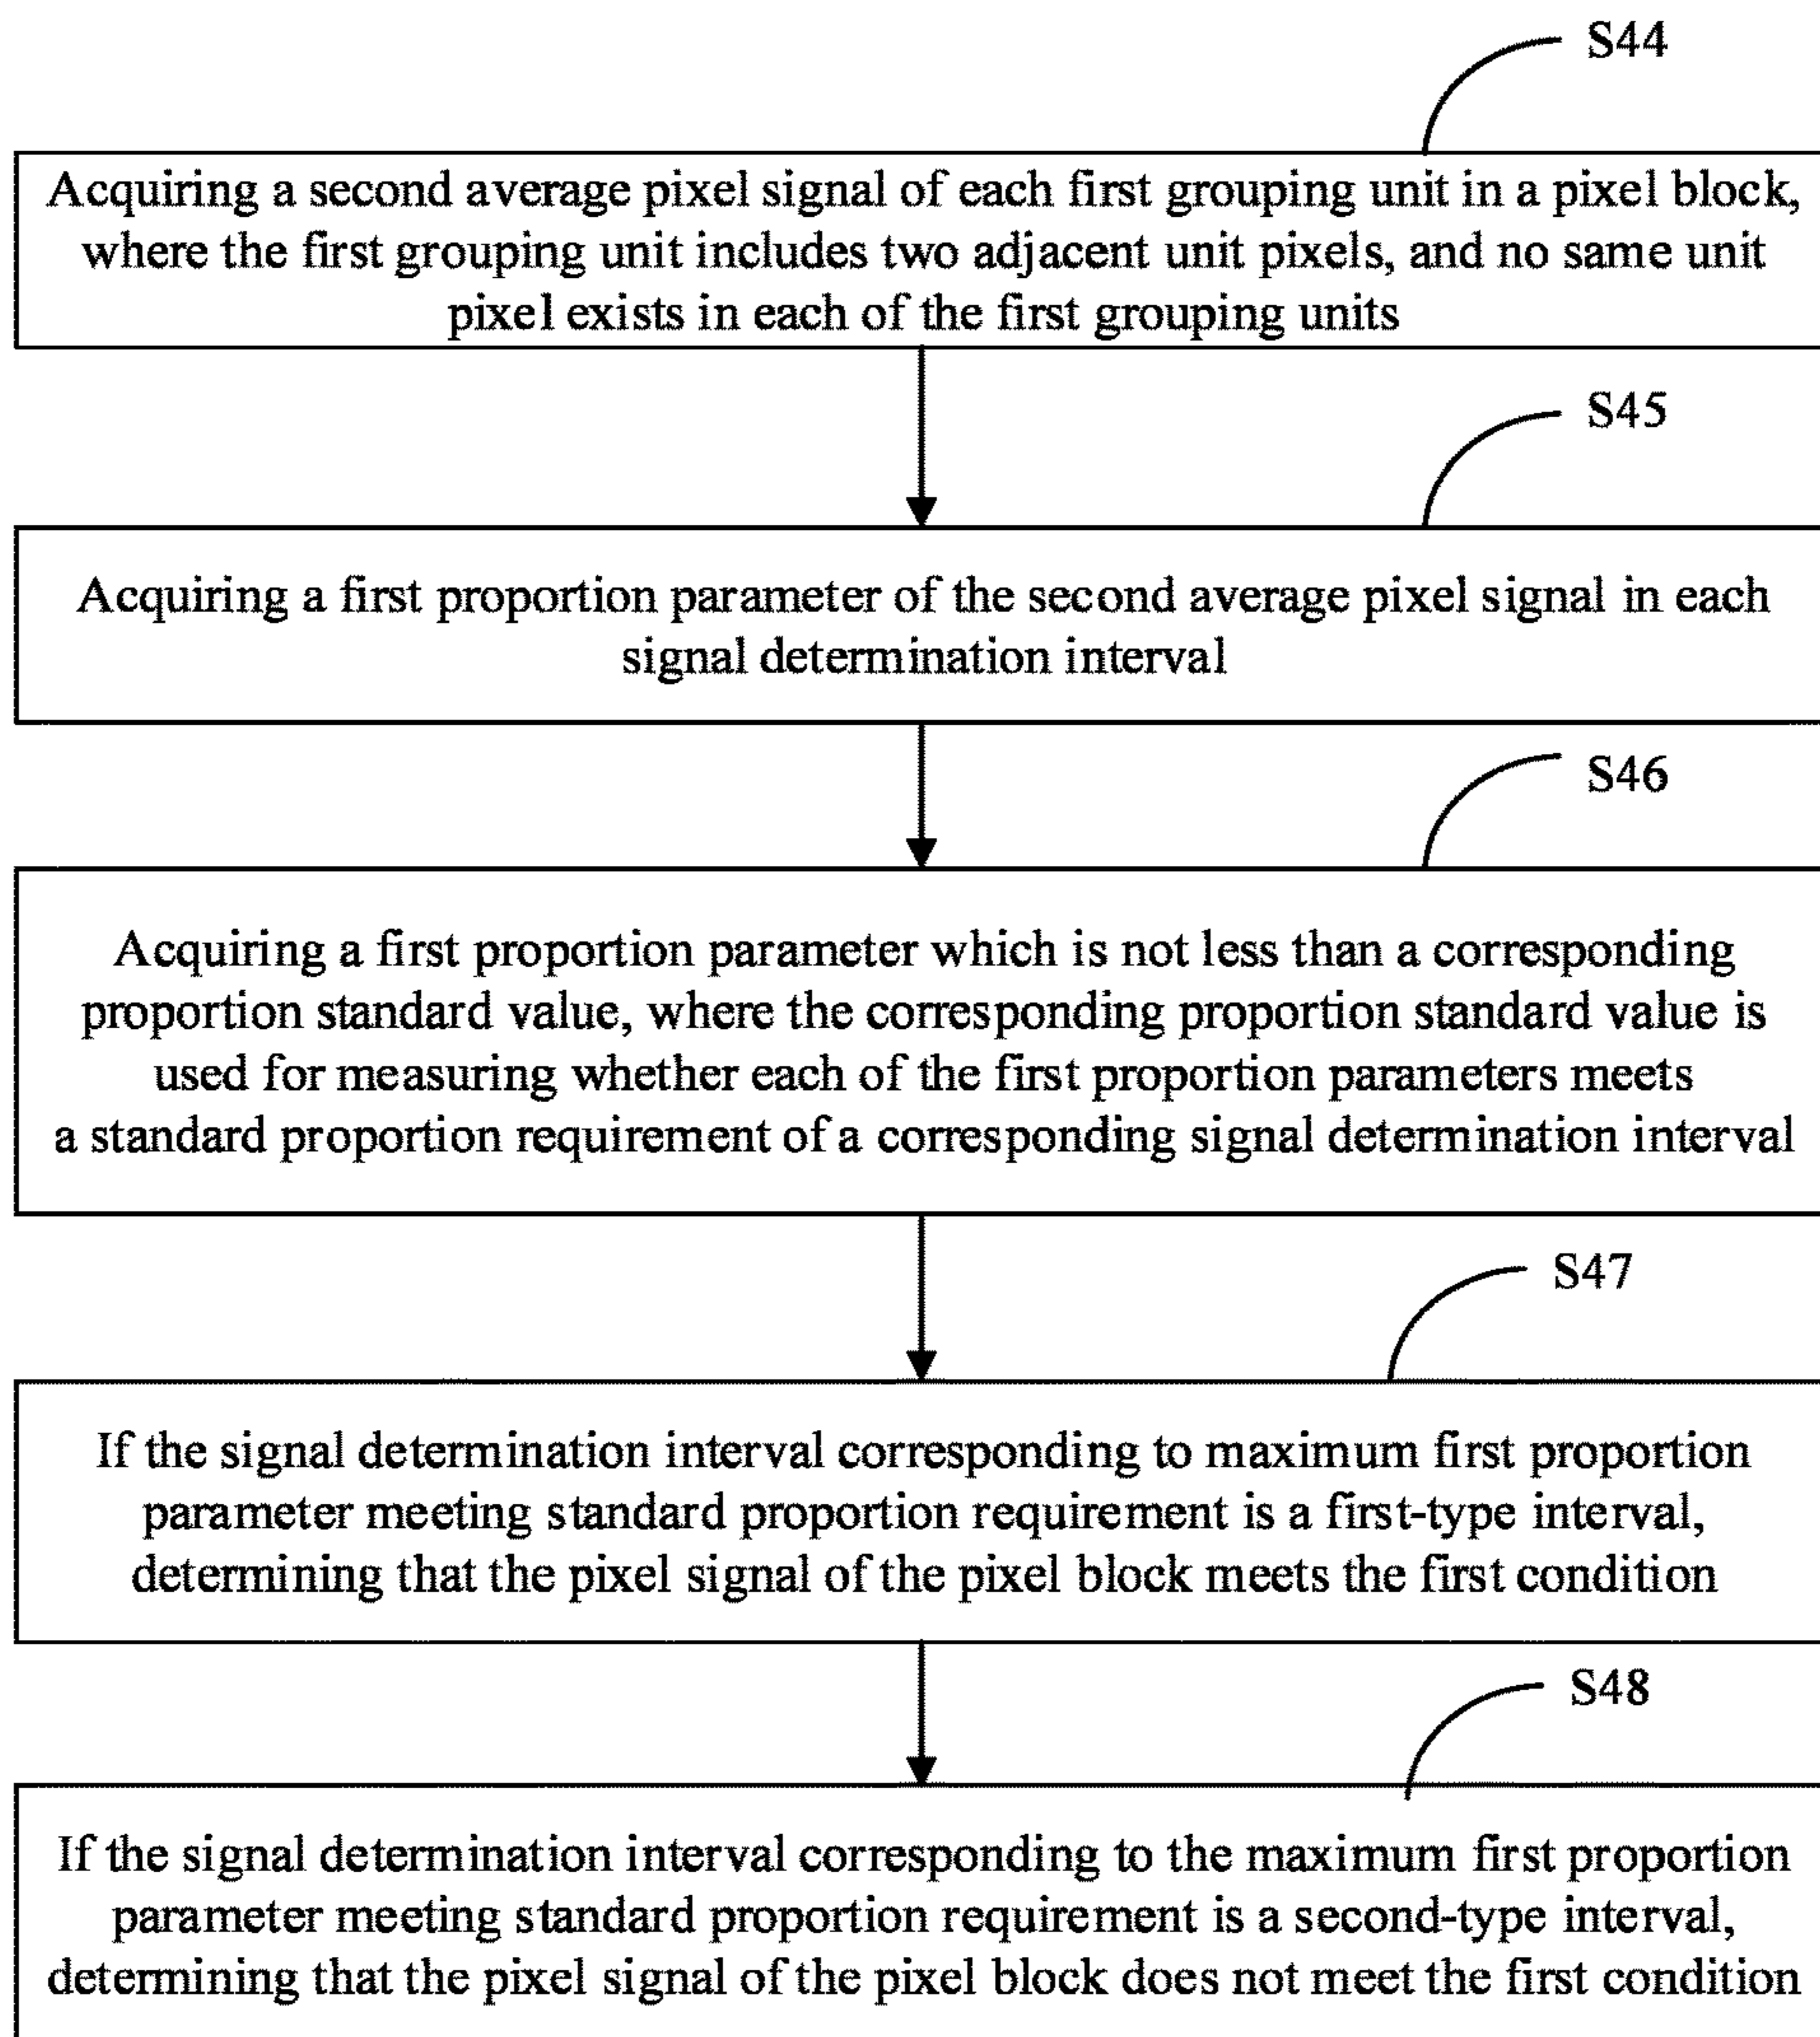 S44
Acquiring a second average pixel signal of each first grouping unit in a pixel block,
where the first grouping unit includes two adjacent unit pixels, and no same unit
pixel exists in each of the first grouping units
S45
Acquiring a first proportion parameter of the second average pixel signal in each
signal determination interval
S46
Acquiring a first proportion parameter which is not less than a corresponding
proportion standard value, where the corresponding proportion standard value is
used for measuring whether each of the first proportion parameters meets
a standard proportion requirement of a corresponding signal determination interval
S47
If the signal determination interval corresponding to maximum first proportion
parameter meeting standard proportion requirement is a first-type interval,
determining that the pixel signal of the pixel block meets the first condition
S48
If the signal determination interval corresponding to the maximum first proportion
parameter meeting standard proportion requirement is a second-type interval,
determining that the pixel signal of the pixel block does not meet the first condition